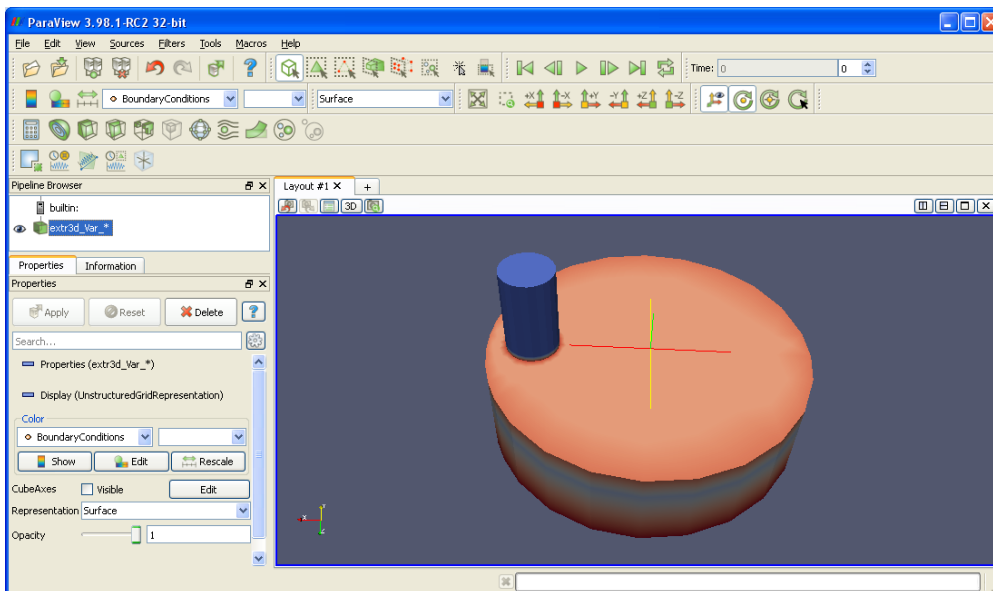 ParaView 3.98.1-RC2 32-bit
File Edit View Sources Filters Tools Macros Help
Time: 0 0
BoundaryConditions Surface
Pipeline Browser
Layout #1
builtin:
3D
extr3d_Var_*
Properties Information
Properties
Apply Reset Delete ?
Search...
Properties (extr3d_Var_*)
Display (UnstructuredGridRepresentation)
Color
BoundaryConditions
Show Edit Rescale
CubeAxes Visible Edit
Representation Surface
Opacity 1